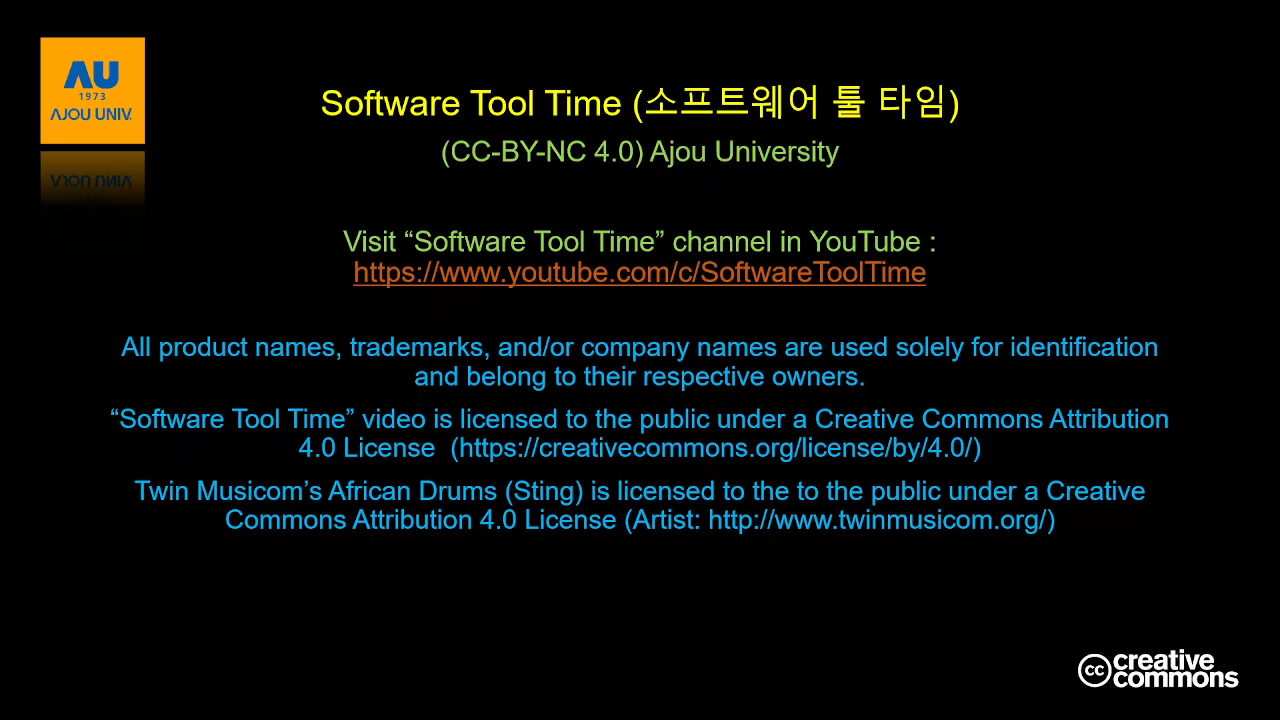 AU
1973
AJOU UNIV.
Software Tool Time (소프트웨어 툴 타임)
(CC-BY-NC 4.0) Ajou University
Visit “Software Tool Time” channel in YouTube :
https://www.youtube.com/c/SoftwareToolTime
All product names, trademarks, and/or company names are used solely for identification
and belong to their respective owners.
“Software Tool Time” video is licensed to the public under a Creative Commons Attribution
4.0 License (https://creativecommons.org/license/by/4.0/)
Twin Musicom’s African Drums (Sting) is licensed to the to the public under a Creative
Commons Attribution 4.0 License (Artist: http://www.twinmusicom.org/)
cc creative
commons